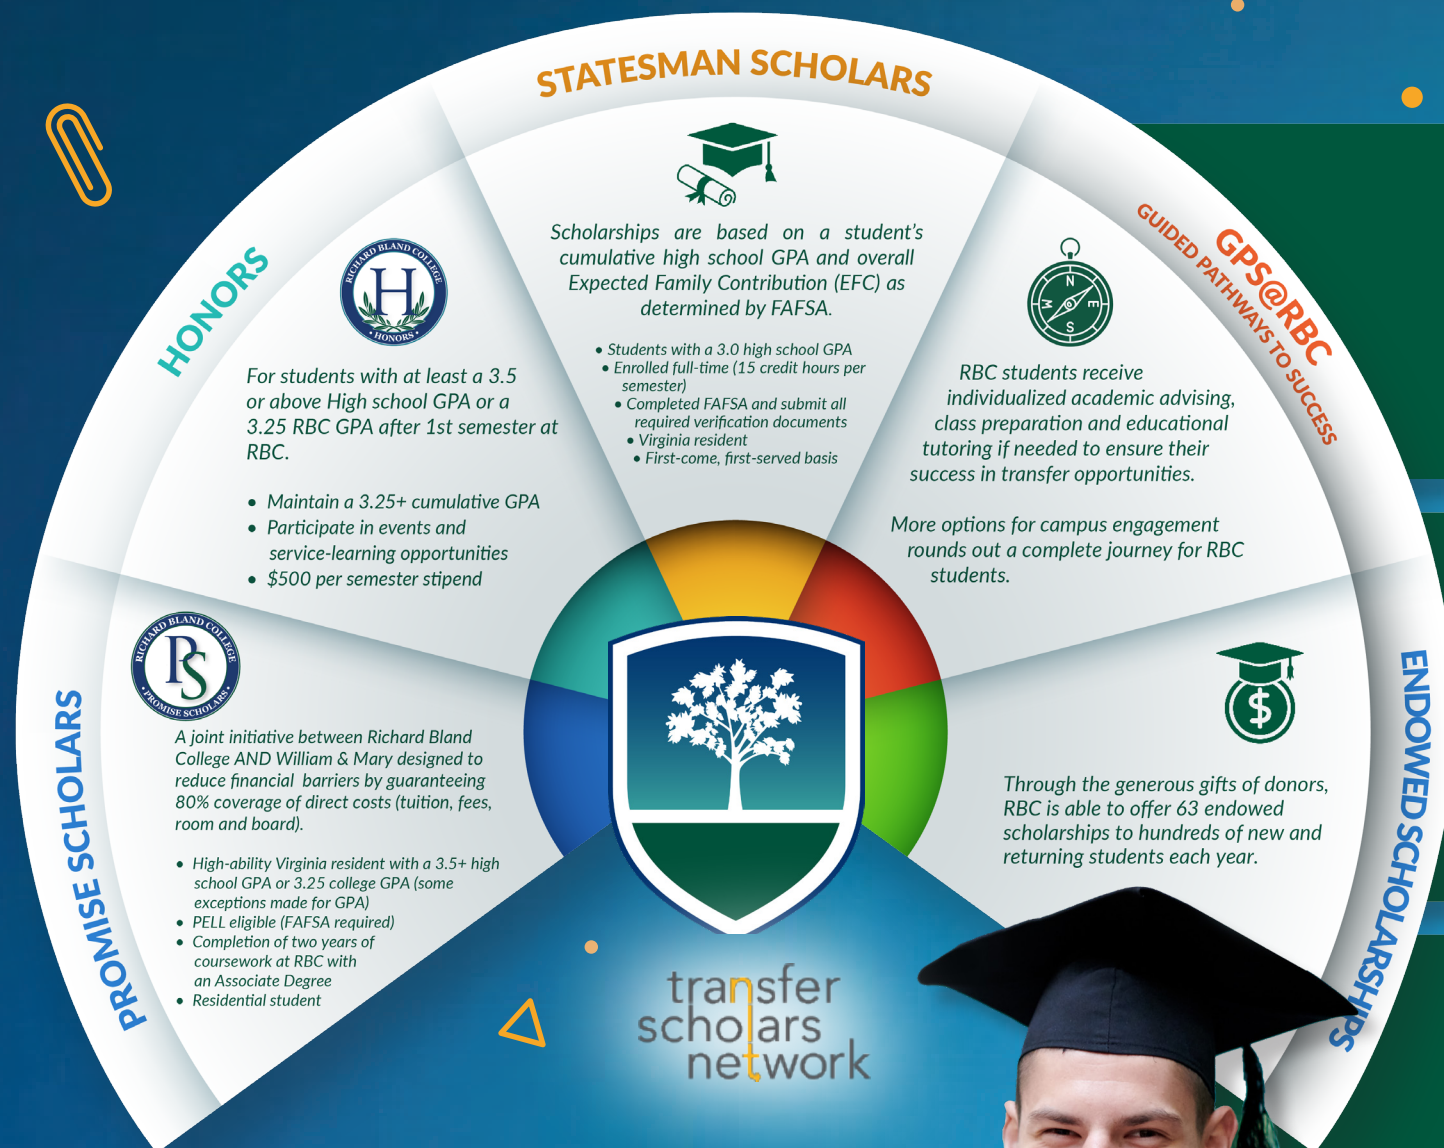 STATESMAN SCHOLARS
Scholarships are based on a student's
cumulative high school GPA and overall
Expected Family Contribution (EFC) as
determined by FAFSA.
• Students with a 3.0 high school GPA
• Enrolled full-time (15 credit hours per
semester)
• Completed FAFSA and submit all
required verification documents
• Virginia resident
• First-come, first-served basis
HONORS
RICHARD BLAND COLLEGE
H
• HONORS •
For students with at least a 3.5
or above High school GPA or a
3.25 RBC GPA after 1st semester at
RBC.
• Maintain a 3.25+ cumulative GPA
• Participate in events and
service-learning opportunities
• $500 per semester stipend
GPS@RBC
GUIDED PATHWAYS TO SUCCESS
N
E
S
M
RBC students receive
individualized academic advising,
class preparation and educational
tutoring if needed to ensure their
success in transfer opportunities.
More options for campus engagement
rounds out a complete journey for RBC
students.
PROMISE SCHOLARS
RICHARD BLAND COLLEGE
PS
• PROMISE SCHOLARS •
A joint initiative between Richard Bland
College AND William & Mary designed to
reduce financial barriers by guaranteeing
80% coverage of direct costs (tuition, fees,
room and board).
• High-ability Virginia resident with a 3.5+ high
school GPA or 3.25 college GPA (some
exceptions made for GPA)
• PELL eligible (FAFSA required)
• Completion of two years of
coursework at RBC with
an Associate Degree
• Residential student
ENDOWED SCHOLARSHIPS
$
Through the generous gifts of donors,
RBC is able to offer 63 endowed
scholarships to hundreds of new and
returning students each year.
transfer
scholars
network